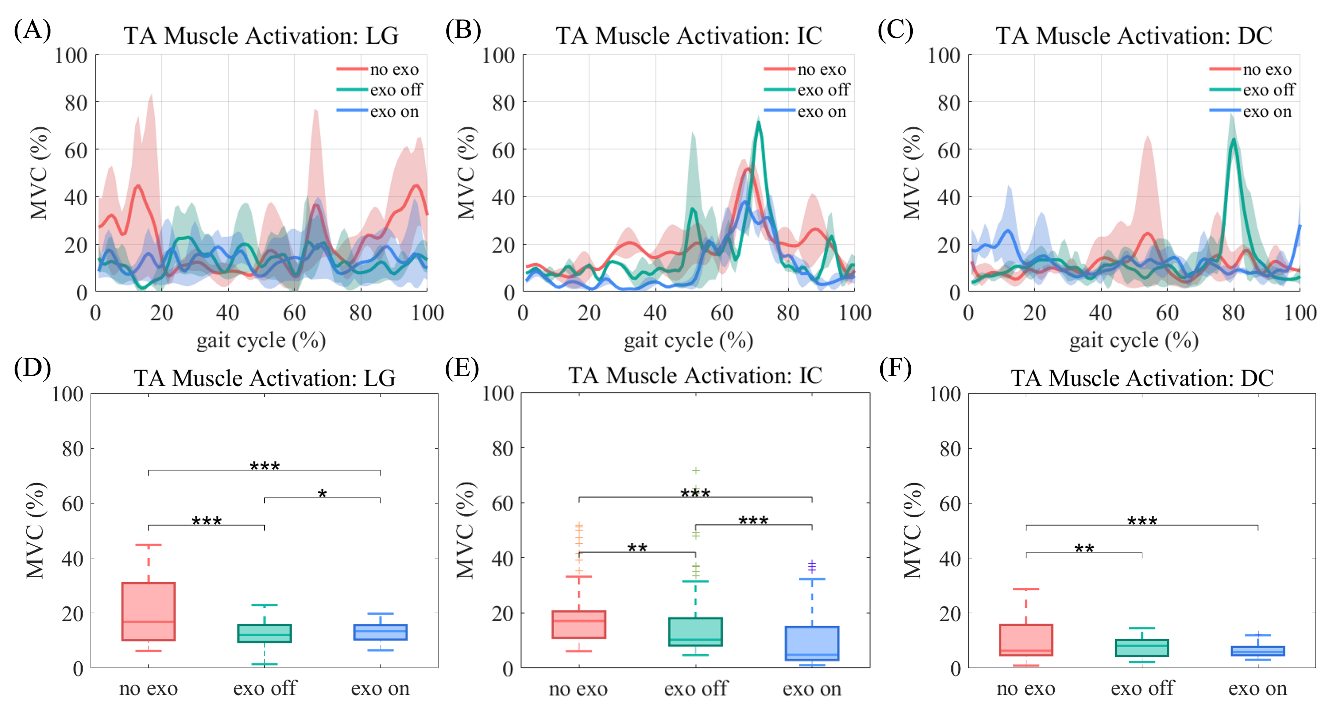 (A) TA Muscle Activation: LG
100
80
60
40
20
0
MVC (%)
no exo
exo off
exo on
0 20 40 60 80 100
gait cycle (%)
(B) TA Muscle Activation: IC
100
80
60
40
20
0
MVC (%)
no exo
exo off
exo on
0 20 40 60 80 100
gait cycle (%)
(C) TA Muscle Activation: DC
100
80
60
40
20
0
MVC (%)
no exo
exo off
exo on
0 20 40 60 80 100
gait cycle (%)
(D) TA Muscle Activation: LG
100
80
60
40
20
0
MVC (%)
***
*
***
no exo exo off exo on
(E) TA Muscle Activation: IC
100
80
60
40
20
0
MVC (%)
***
***
**
no exo exo off exo on
(F) TA Muscle Activation: DC
100
80
60
40
20
0
MVC (%)
***
**
no exo exo off exo on